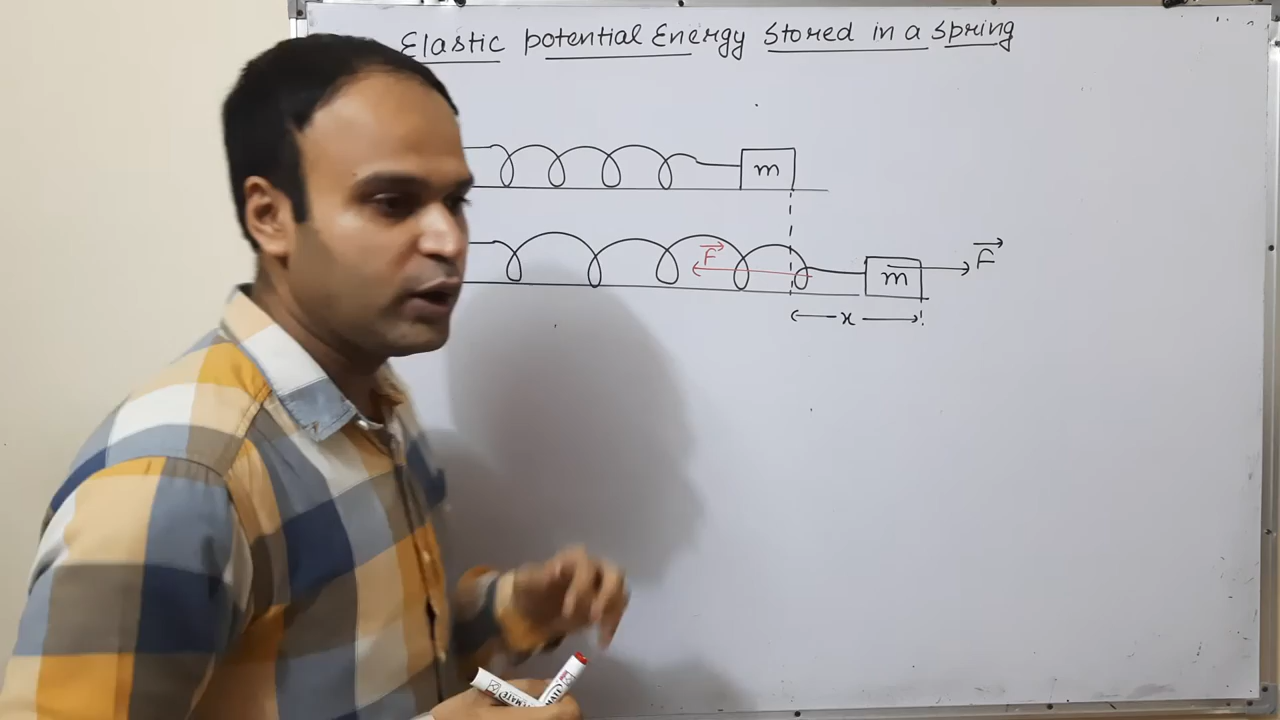 Elastic potential Energy Stored in a Spring
m
F
m
F
x